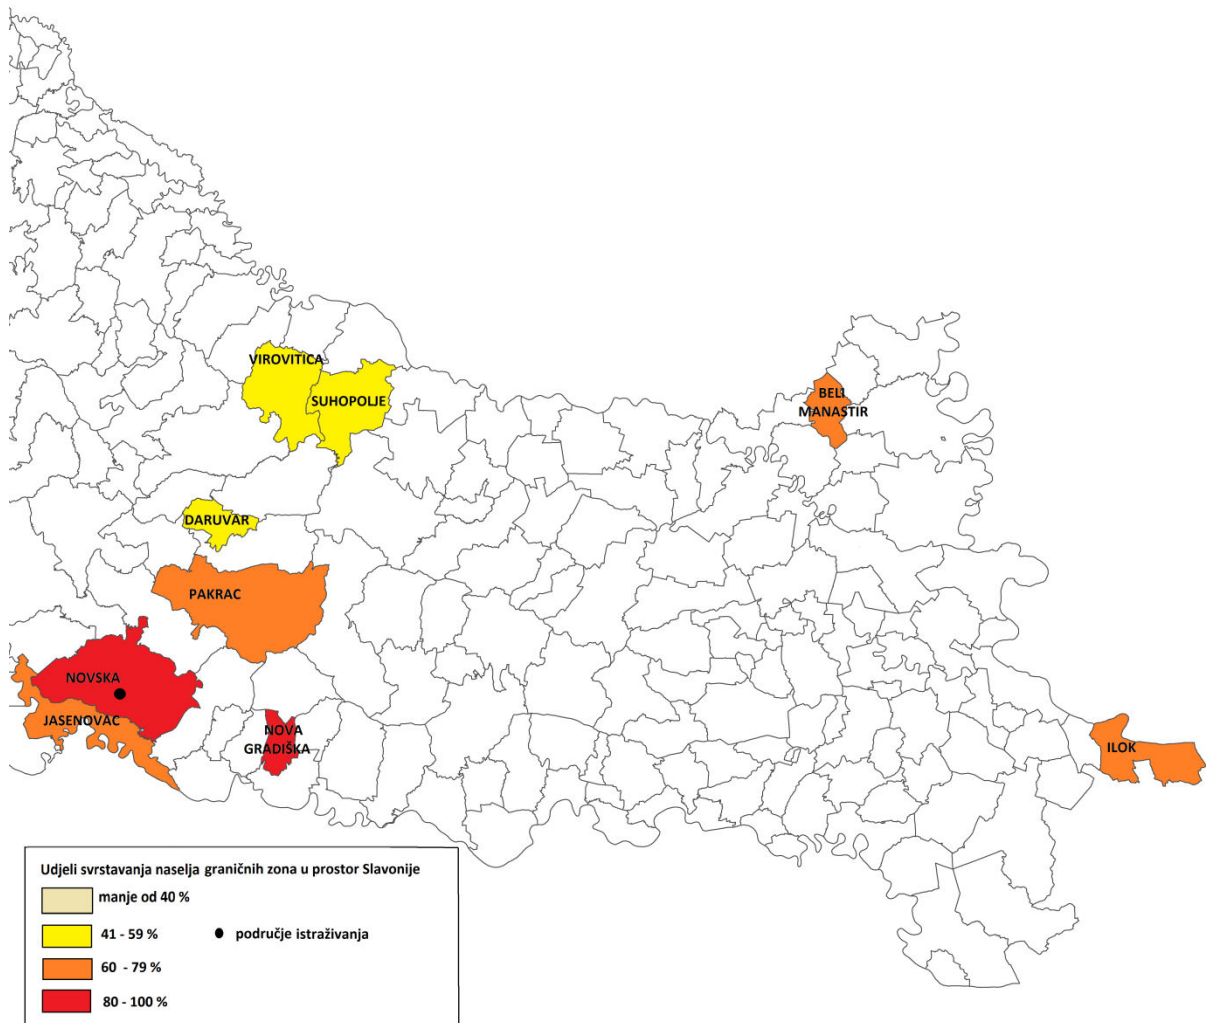 VIROVITICA
SUHOPOLJE
BELI
MANASTIR
DARUVAR
PAKRAC
NOVSKA
JASENOVAC
NOVA
GRADIŠKA
ILOK
Udjeli svrstavanja naselja graničnih zona u prostor Slavonije
manje od 40 %
41 - 59 %
područje istraživanja
60 - 79 %
80 - 100 %